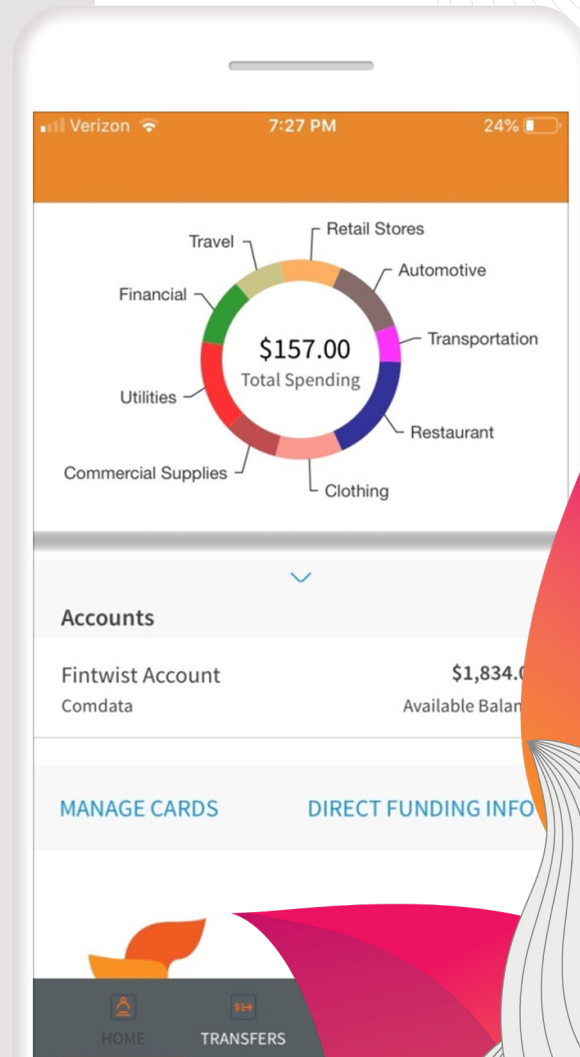 Verizon 7:27 PM 24%
Travel
Retail Stores
Financial
Automotive
$157.00
Total Spending
Transportation
Utilities
Restaurant
Commercial Supplies
Clothing
Accounts
Fintwist Account $1,834.
Comdata Available Balan
MANAGE CARDS DIRECT FUNDING INFO
HOME TRANSFERS